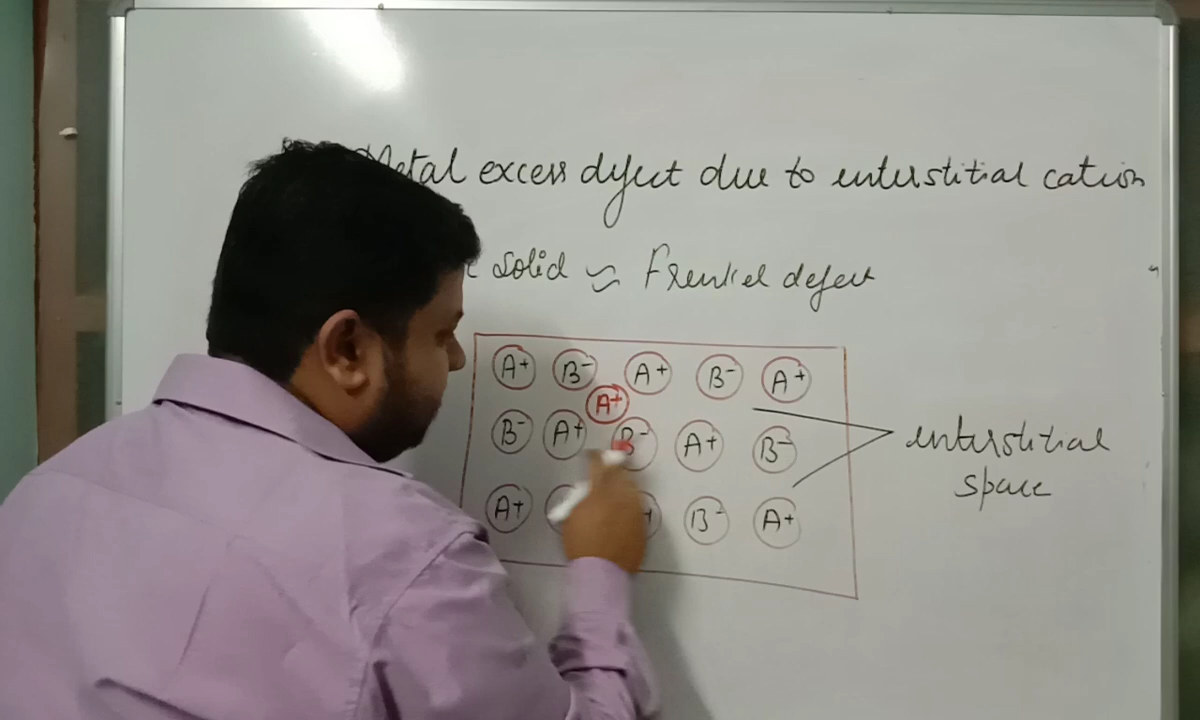 Metal excess defect due to interstitial cation
solid ≃ Frenkel defect
A+ B- A+ B- A+
A+
B- A+ B- A+ B-
A+ B- A+
interstitial
space